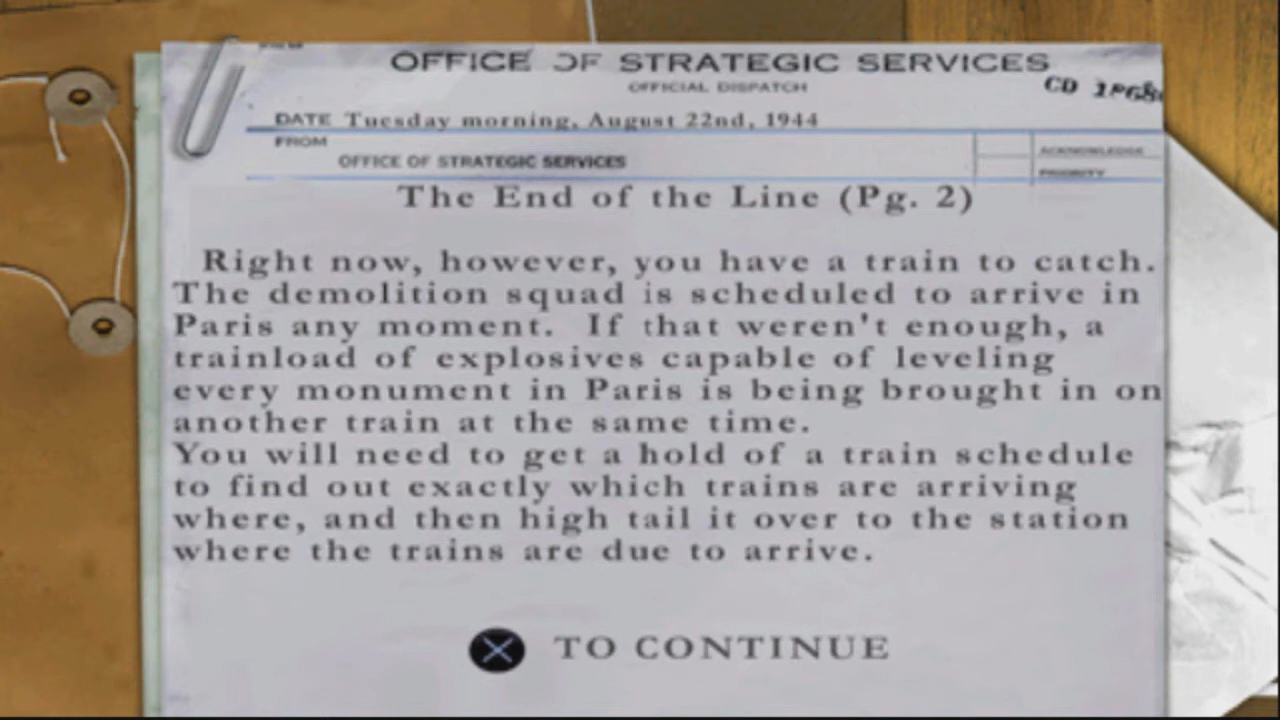 OFFICE OF STRATEGIC SERVICES
OFFICIAL DISPATCH
CD
DATE Tuesday morning, August 22nd, 1944
FROM
OFFICE OF STRATEGIC SERVICES
ACKNOWLEDGE
PRIORITY
The End of the Line (Pg. 2)
Right now, however, you have a train to catch.
The demolition squad is scheduled to arrive in
Paris any moment. If that weren't enough, a
trainload of explosives capable of leveling
every monument in Paris is being brought in on
another train at the same time.
You will need to get a hold of a train schedule
to find out exactly which trains are arriving
where, and then high tail it over to the station
where the trains are due to arrive.
TO CONTINUE